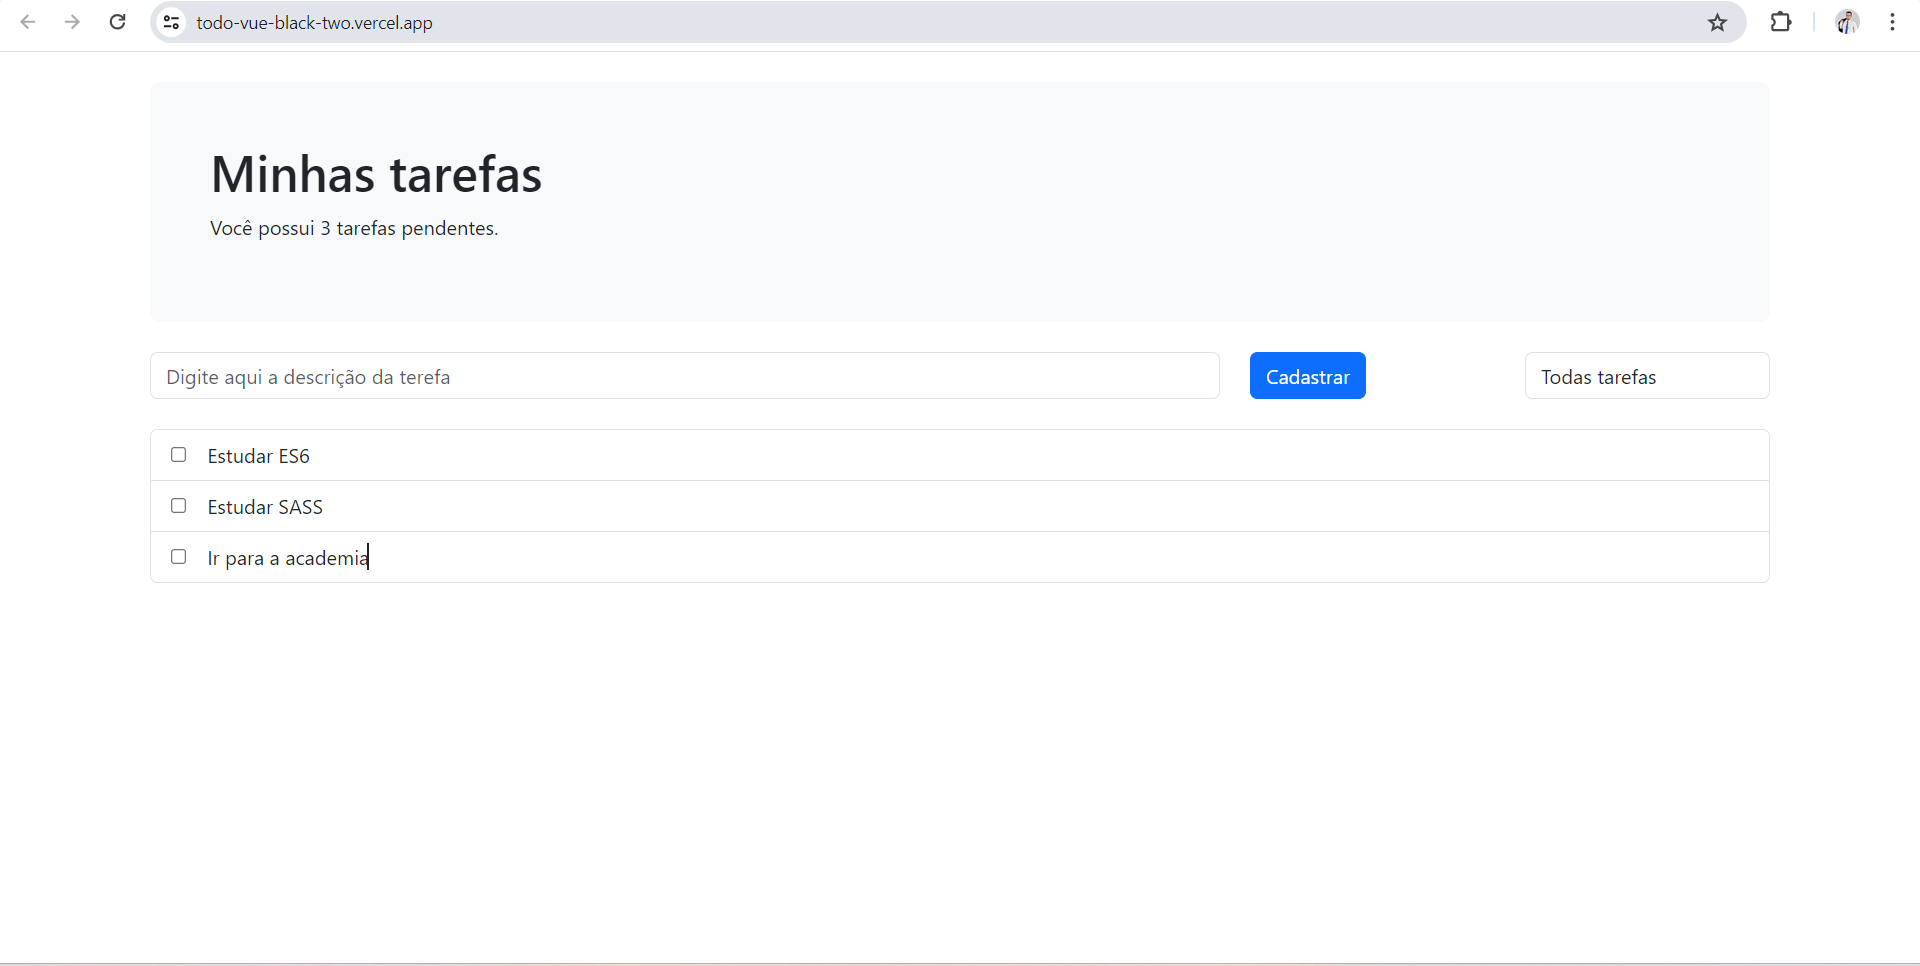 todo-vue-black-two.vercel.app
Minhas tarefas
Você possui 3 tarefas pendentes.
Digite aqui a descrição da terefa
Cadastrar
Todas tarefas
Estudar ES6
Estudar SASS
Ir para a academia